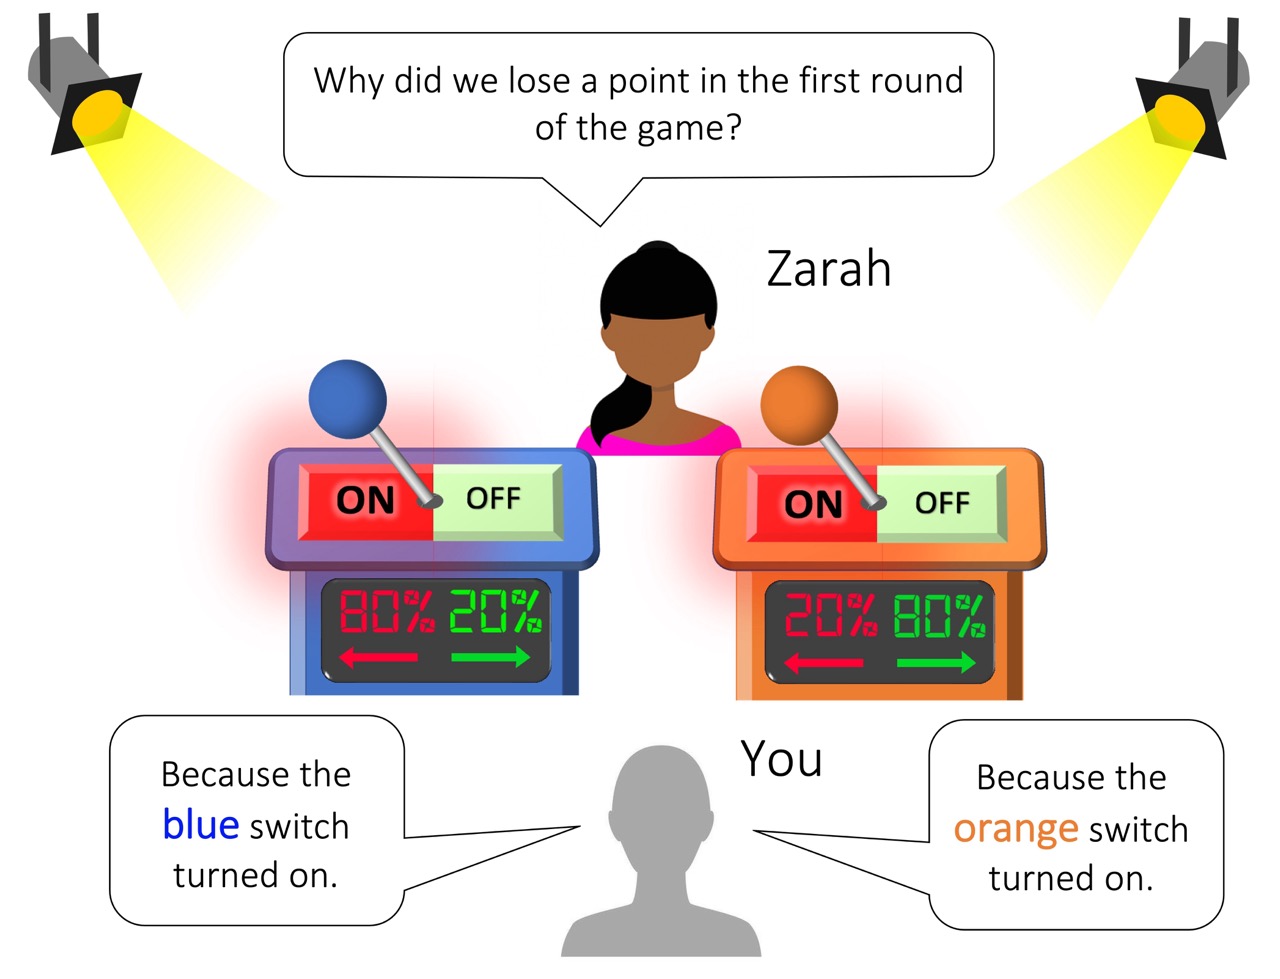 Why did we lose a point in the first round
of the game?
Zarah
ON OFF
ON OFF
80% 20%
20% 80%
You
Because the
blue switch
turned on.
Because the
orange switch
turned on.